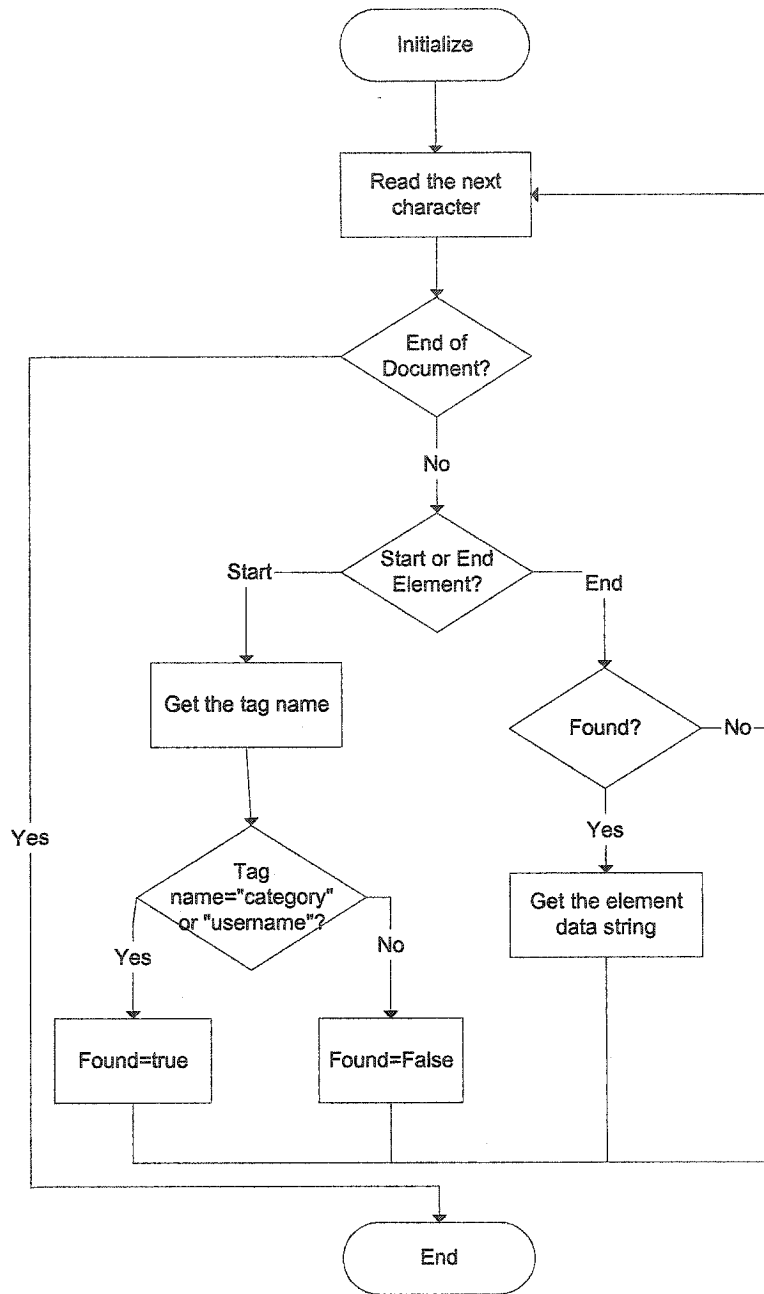 Initialize
Read the next
character
End of
Document?
No
Start or End
Element?
Start
End
Get the tag name
Found?
No
Yes
Yes
Tag
name="category"
or "username"?
Get the element
data string
Yes
No
Found=true
Found=False
End